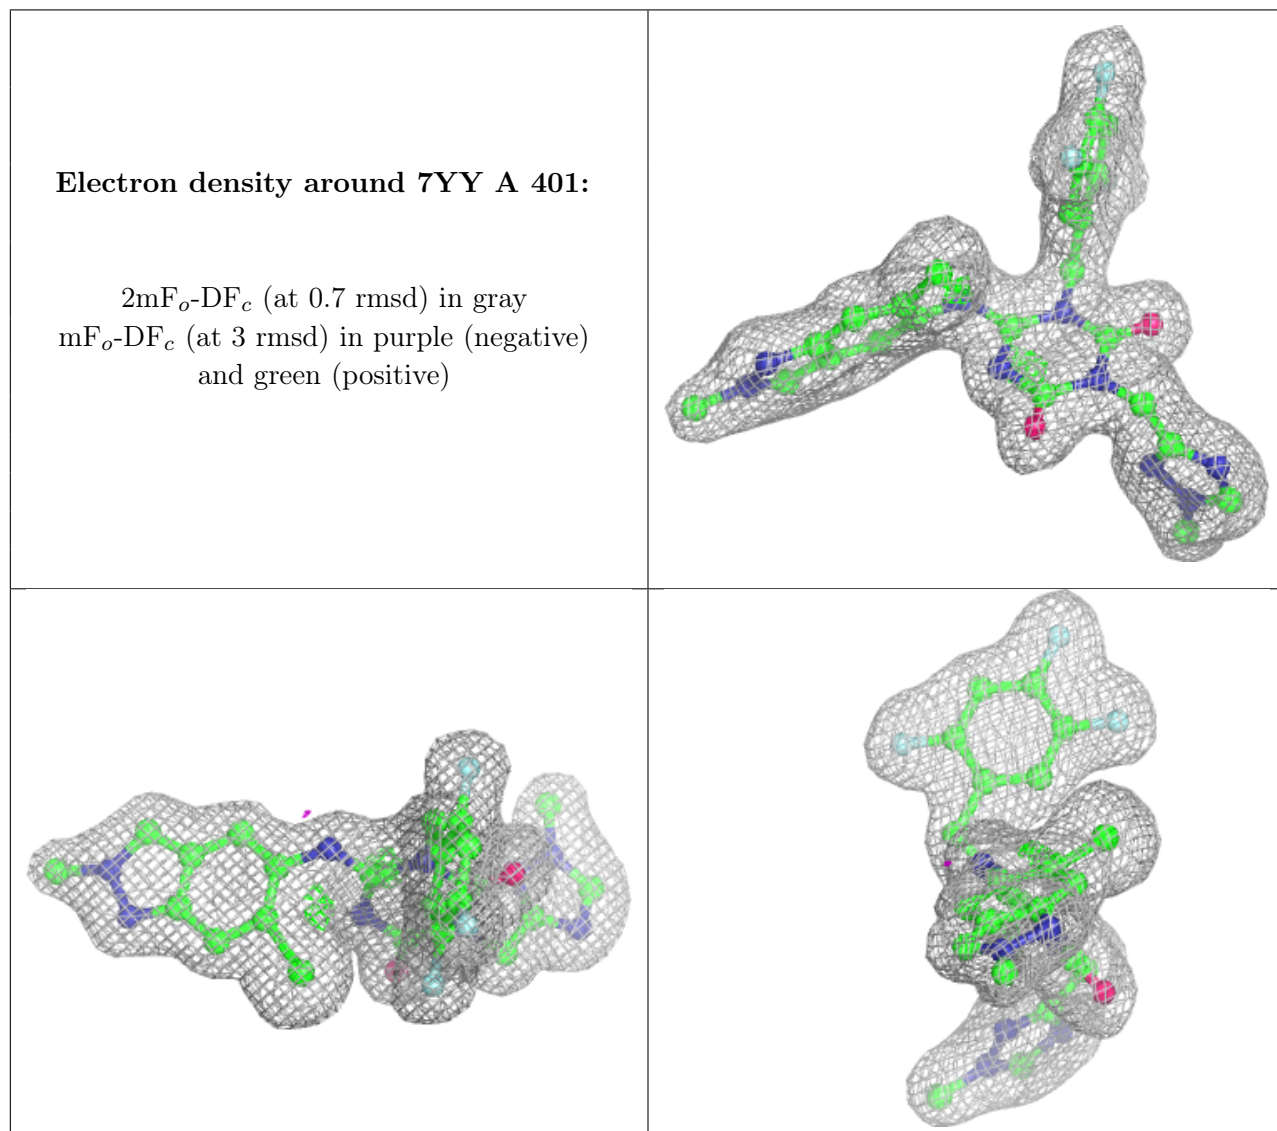 Electron density around 7YY A 401:
2mFo-DFc (at 0.7 rmsd) in gray
mFo-DFc (at 3 rmsd) in purple (negative)
and green (positive)